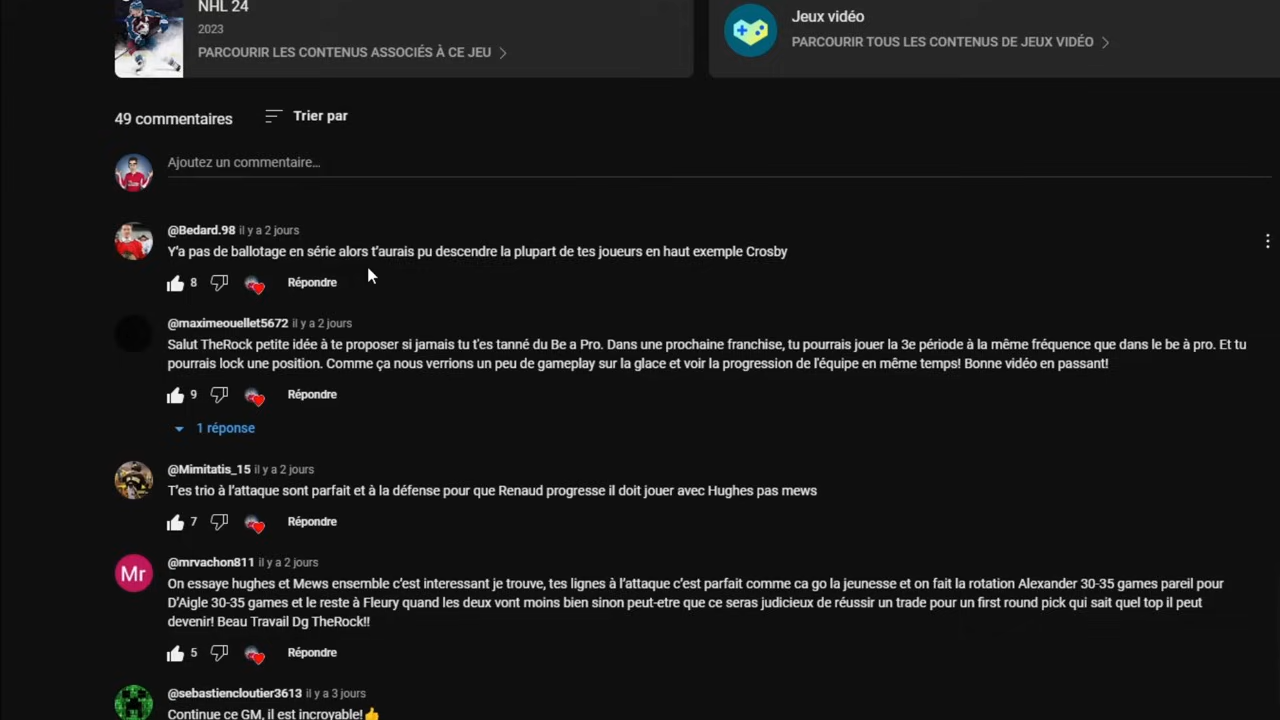 NHL 24
2023
PARCOURIR LES CONTENUS ASSOCIÉS À CE JEU
Jeux vidéo
PARCOURIR TOUS LES CONTENUS DE JEUX VIDÉO
49 commentaires
Trier par
Ajoutez un commentaire…
@Bedard.98 il y a 2 jours
Y'a pas de ballotage en série alors t'aurais pu descendre la plupart de tes joueurs en haut exemple Crosby
8 Répondre
@maximeouellet5672 il y a 2 jours
Salut TheRock petite idée à te proposer si jamais tu t'es tanné du Be a Pro. Dans une prochaine franchise, tu pourrais jouer la 3e période à la même fréquence que dans le be à pro. Et tu
pourrais lock une position. Comme ça nous verrions un peu de gameplay sur la glace et voir la progression de l'équipe en même temps! Bonne vidéo en passant!
9 Répondre
1 réponse
@Mimitatis_15 il y a 2 jours
T'es trio à l'attaque sont parfait et à la défense pour que Renaud progresse il doit jouer avec Hughes pas mews
7 Répondre
Mr
@mrvachon811 il y a 2 jours
On essaye hughes et Mews ensemble c'est interessant je trouve, tes lignes à l'attaque c'est parfait comme ca go la jeunesse et on fait la rotation Alexander 30-35 games pareil pour
D'Aigle 30-35 games et le reste à Fleury quand les deux vont moins bien sinon peut-etre que ce seras judicieux de réussir un trade pour un first round pick qui sait quel top il peut
devenir! Beau Travail Dg TheRock!!
5 Répondre
@sebastiencloutier3613 il y a 3 jours
Continue ce GM, il est incroyable!👍